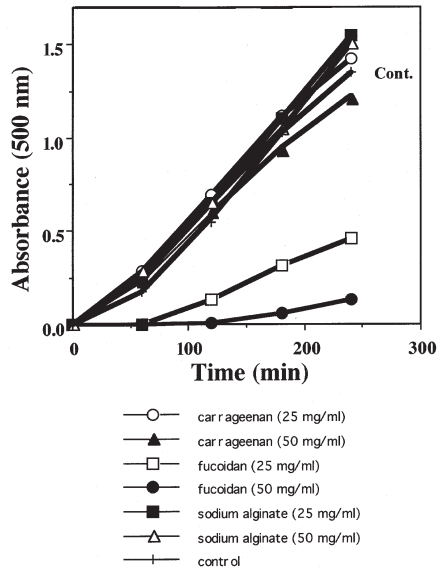 1.5
1.0
0.5
0.0
Absorbance (500 nm)
Cont.
0
100
200
300
Time (min)
carrageenan (25 mg/ml)
carrageenan (50 mg/ml)
fucoidan (25 mg/ml)
fucoidan (50 mg/ml)
sodium alginate (25 mg/ml)
sodium alginate (50 mg/ml)
control